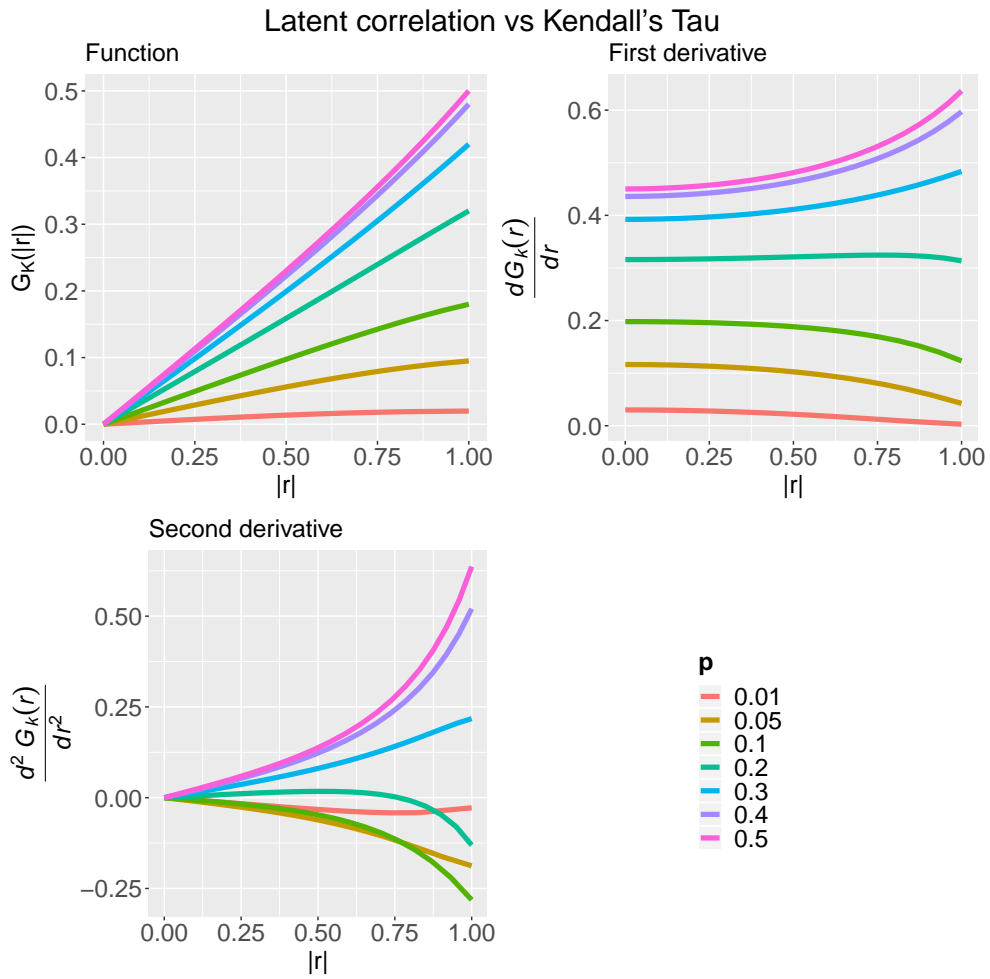 Latent correlation vs Kendall's Tau
Function
G_K(|r|)
0.5
0.4
0.3
0.2
0.1
0.0
0.00 0.25 0.50 0.75 1.00
|r|
First derivative
dG_k(r)
dr
0.6
0.4
0.2
0.0
0.00 0.25 0.50 0.75 1.00
|r|
Second derivative
d² G_k(r)
dr²
0.50
0.25
0.00
−0.25
0.00 0.25 0.50 0.75 1.00
|r|
p
0.01
0.05
0.1
0.2
0.3
0.4
0.5